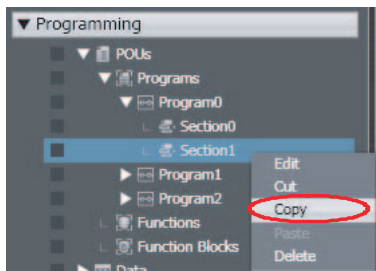 Programming
POUs
Programs
Program0
Section0
Section1
Edit
Program1
Cut
Program2
Copy
Functions
Paste
Function Blocks
Delete
Data